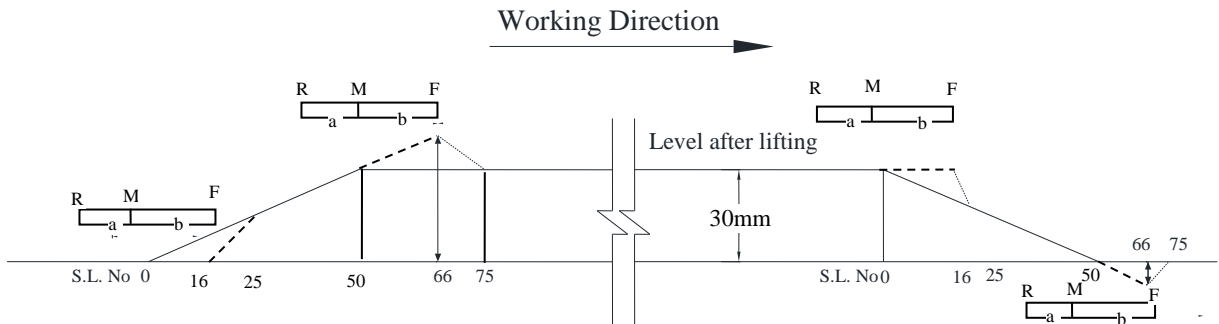 Working Direction
R M F
a b
R M F
a b
Level after lifting
R M F
a b
30mm
66 75
S.L. No 0 16 25 50 66 75
S.L. No 0 16 25 50
R M F
a b